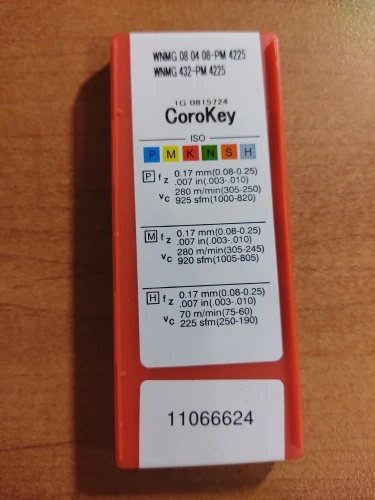 WNMG 08 04 08-PM 4225
WNMG 432-PM 4225
1G 0815724
CoroKey
ISO
P M K N S H
P fz 0.17 mm(0.08-0.25)
.007 in(.003-.010)
vc 280 m/min(305-250)
925 sfm(1000-820)
M fz 0.17 mm(0.08-0.25)
.007 in(.003-.010)
vc 280 m/min(305-245)
920 sfm(1005-805)
H fz 0.17 mm(0.08-0.25)
.007 in(.003-.010)
vc 70 m/min(75-60)
225 sfm(250-190)
11066624